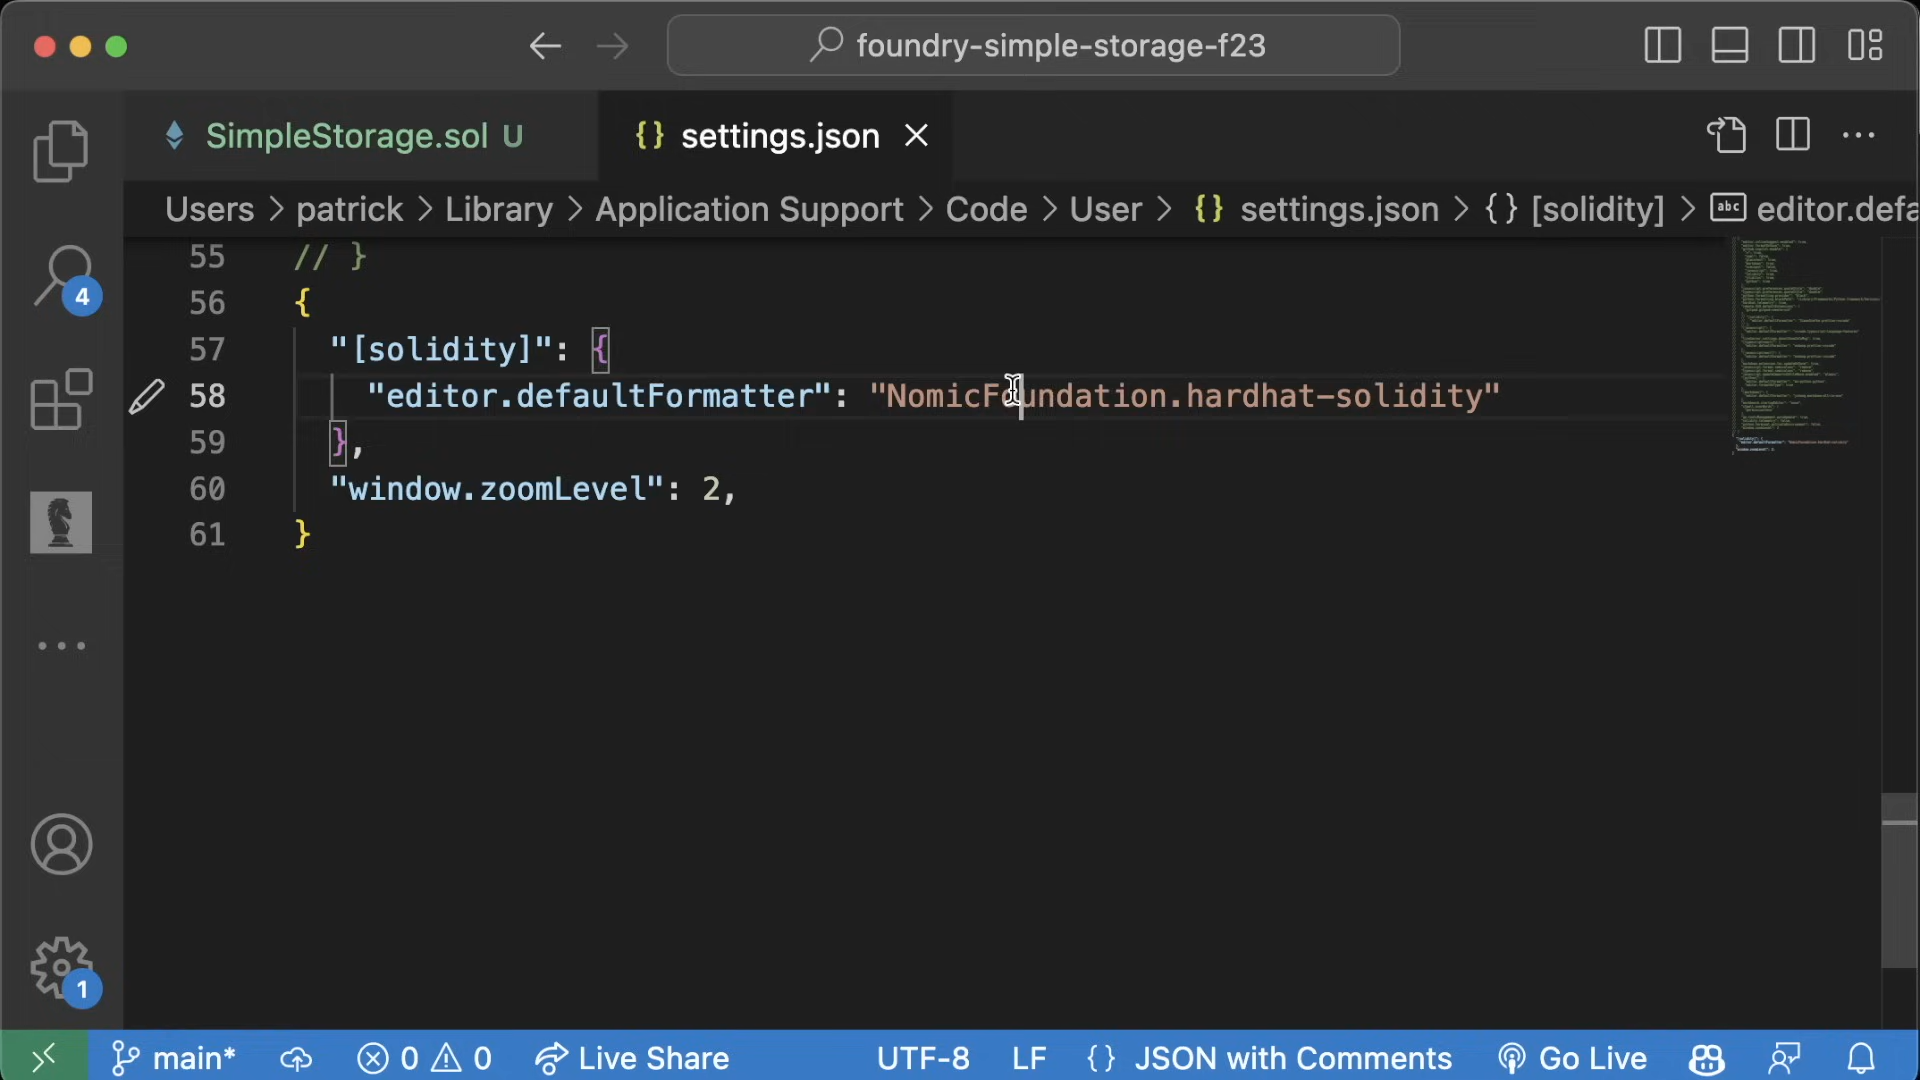 foundry-simple-storage-f23
SimpleStorage.sol U
{} settings.json
Users > patrick > Library > Application Support > Code > User > {} settings.json > {} [solidity] > abc editor.defa
55 // }
56 {
57 "[solidity]": {
58 "editor.defaultFormatter": "NomicFoundation.hardhat-solidity"
59 },
60 "window.zoomLevel": 2,
61 }
4
1
main* 0 0 Live Share UTF-8 LF {} JSON with Comments Go Live